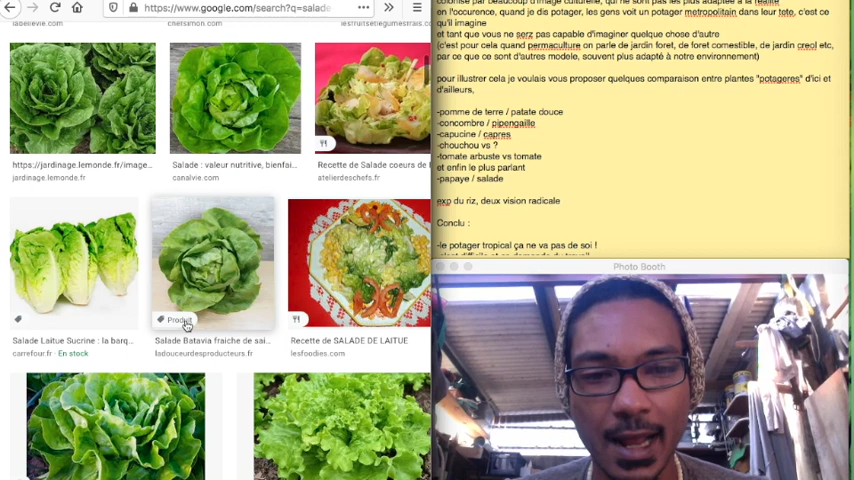 https://www.google.com/search?q=salade
labellevie.com
chefsimon.com
lesfruitsetlegumesfrais.c
https://jardinage.lemonde.fr/image...
jardinage.lemonde.fr
Salade : valeur nutritive, bienfai...
canalvie.com
Recette de Salade coeurs de
atelierdeschefs.fr
Produit
Salade Laitue Sucrine : la barq...
carrefour.fr · En stock
Salade Batavia fraiche de sai...
ladouceurdesproducteurs.fr
Recette de SALADE DE LAITUE
lesfoodies.com
colonisé par beaucoup d'image culturelle, qui ne sont pas les plus adaptée à la réalité
en l'occurence, quand je dis potager, les gens voit un potager metropolitain dans leur tete, c'est ce
qu'il imagine
et tant que vous ne serz pas capable d'imaginer quelque chose d'autre
(c'est pour cela quand permaculture on parle de jardin foret, de foret comestible, de jardin creol etc,
par ce que ce sont d'autres modele, souvent plus adapté à notre environnement)
pour illustrer cela je voulais vous proposer quelques comparaison entre plantes "potageres" d'ici et
d'ailleurs,
-pomme de terre / patate douce
-concombre / pipengaille
-capucine / capres
-chouchou vs ?
-tomate arbuste vs tomate
et enfin le plus parlant
-papaye / salade
exp du riz, deux vision radicale
Conclu :
-le potager tropical ça ne va pas de soi !
Photo Booth